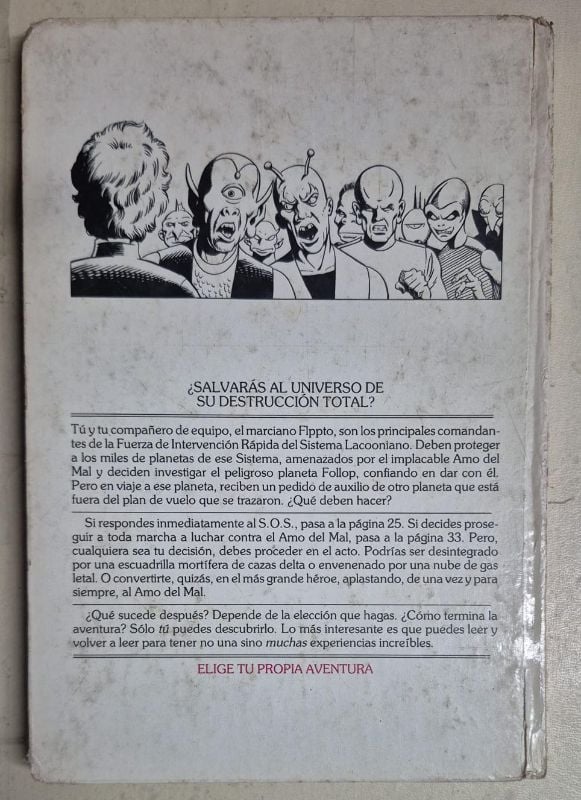 ¿SALVARÁS AL UNIVERSO DE
SU DESTRUCCIÓN TOTAL?
Tú y tu compañero de equipo, el marciano Flppto, son los principales comandan-
tes de la Fuerza de Intervención Rápida del Sistema Lacooniano. Deben proteger
a los miles de planetas de ese Sistema, amenazados por el implacable Amo del
Mal y deciden investigar el peligroso planeta Follop, confiando en dar con él.
Pero en viaje a ese planeta, reciben un pedido de auxilio de otro planeta que está
fuera del plan de vuelo que se trazaron. ¿Qué deben hacer?
Si respondes inmediatamente al S.O.S., pasa a la página 25. Si decides prose-
guir a toda marcha a luchar contra el Amo del Mal, pasa a la página 33. Pero,
cualquiera sea tu decisión, debes proceder en el acto. Podrías ser desintegrado
por una escuadrilla mortífera de cazas delta o envenenado por una nube de gas
letal. O convertirte, quizás, en el más grande héroe, aplastando, de una vez y para
siempre, al Amo del Mal.
¿Qué sucede después? Depende de la elección que hagas. ¿Cómo termina la
aventura? Sólo tú puedes descubrirlo. Lo más interesante es que puedes leer y
volver a leer para tener no una sino muchas experiencias increíbles.
ELIGE TU PROPIA AVENTURA